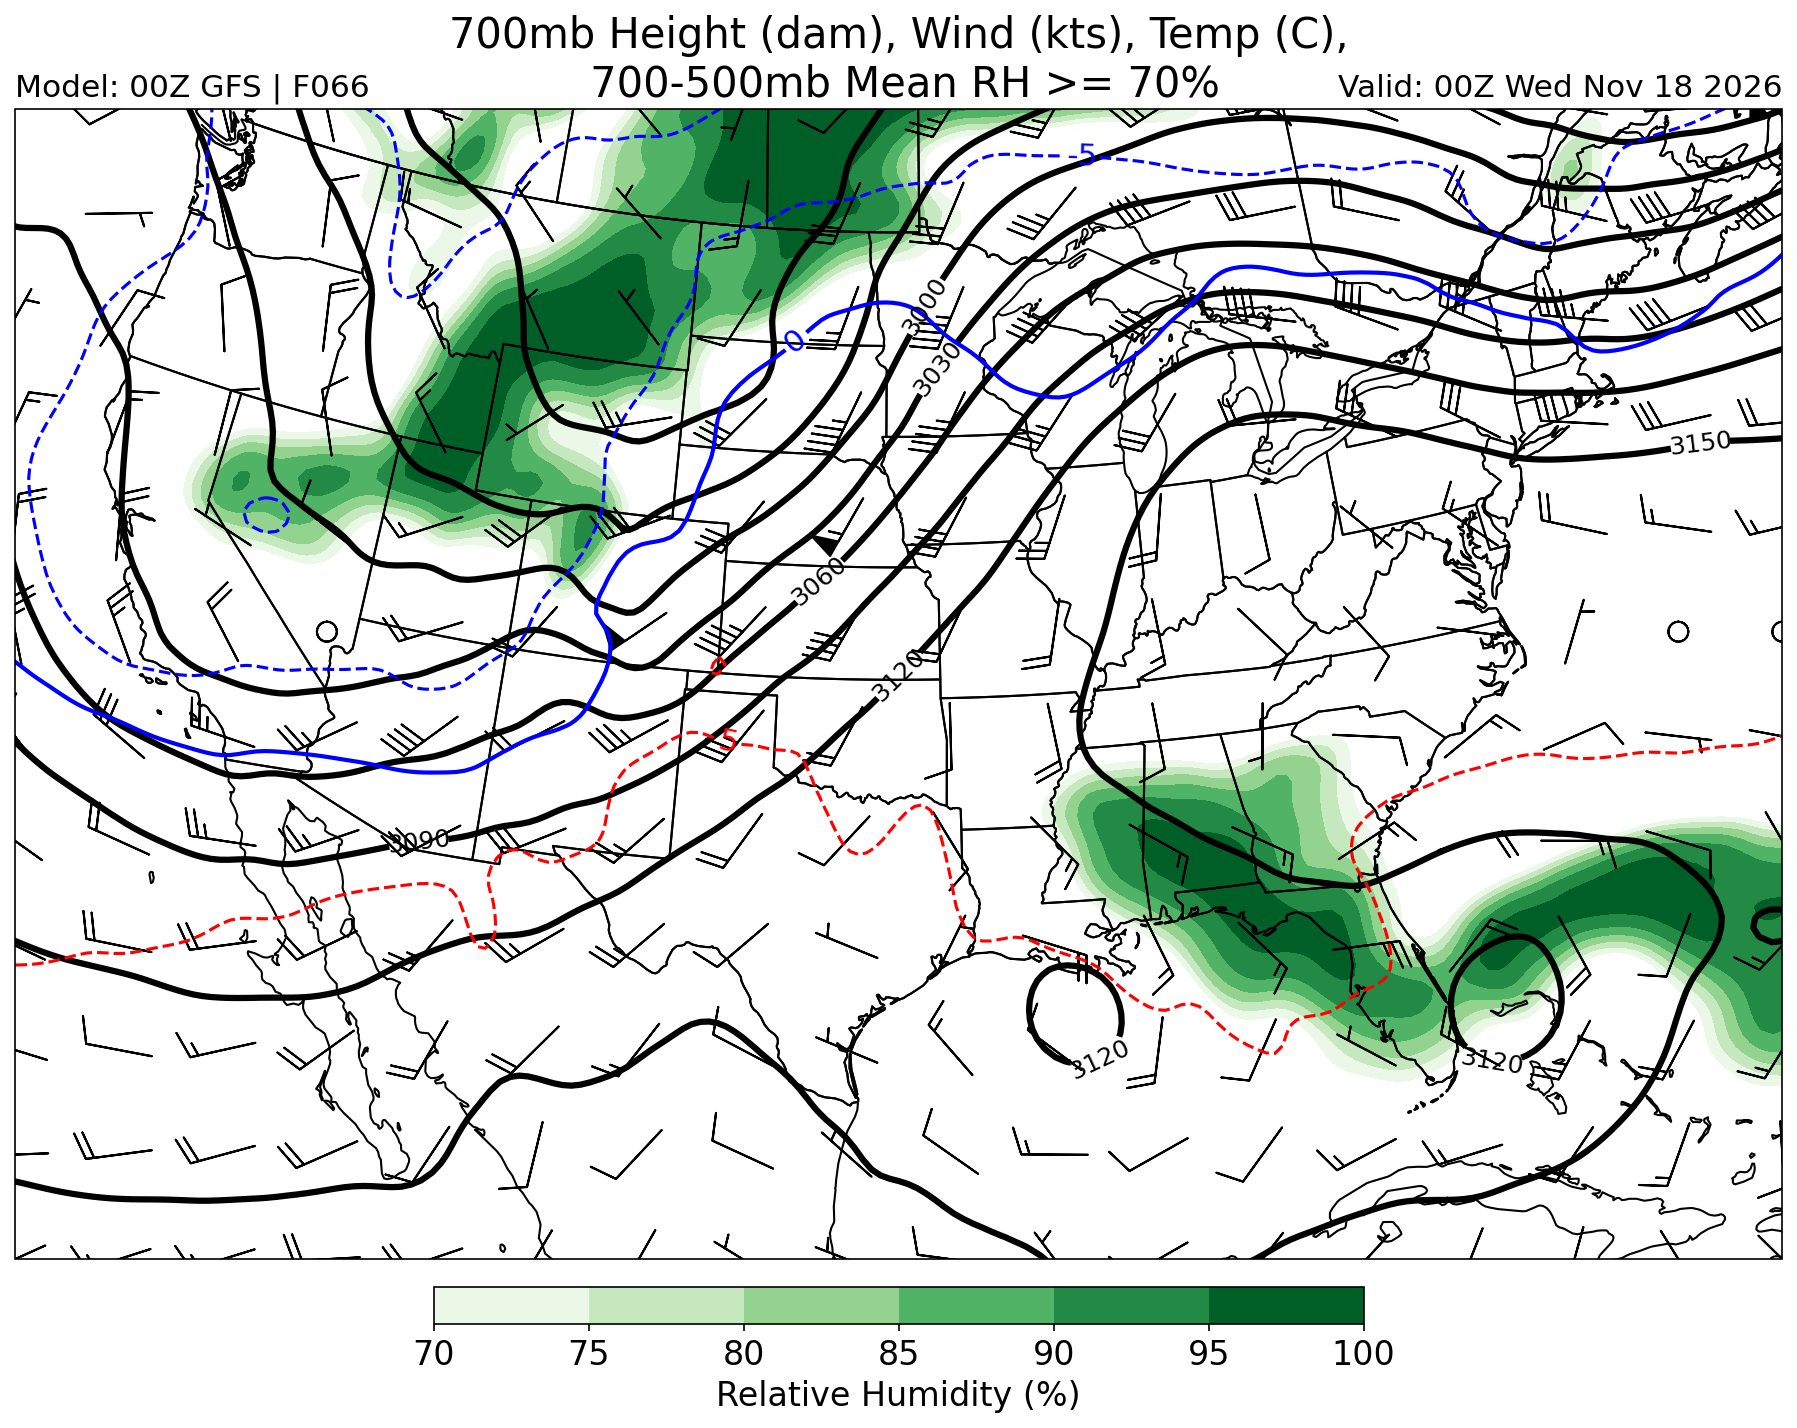 700mb Height (dam), Wind (kts), Temp (C),
Model: 00Z GFS | F066
700-500mb Mean RH >= 70%
Valid: 00Z Wed Nov 18 2026
-5
3000
0
3030
3150
3060
0
3120
5
3090
3120
3120
70 75 80 85 90 95 100
Relative Humidity (%)